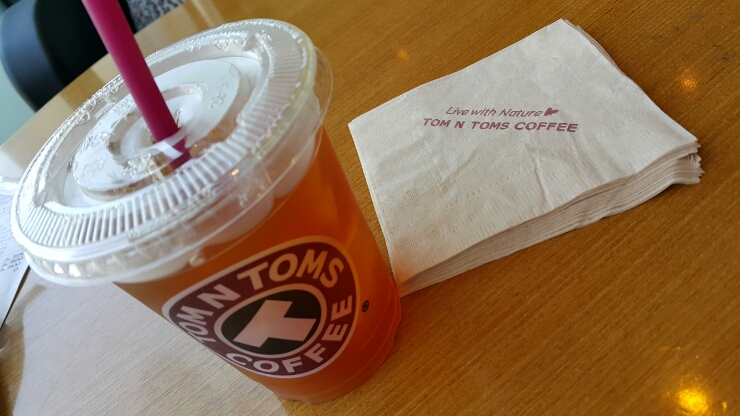 TOM N TOMS
COFFEE
Live with Nature
TOM N TOMS COFFEE